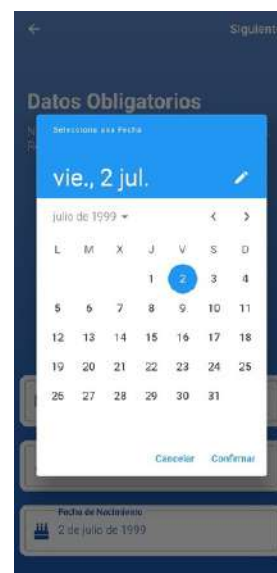 Siguient
Datos Obligatorios
Seleccione una Fecha
vie., 2 jul.
julio de 1999
L M X J V S D
1 2 3 4
5 6 7 8 9 10 11
12 13 14 15 16 17 18
19 20 21 22 23 24 25
26 27 28 29 30 31
Cancelar Confirmar
Fecha de Nacimiento
2 de julio de 1999